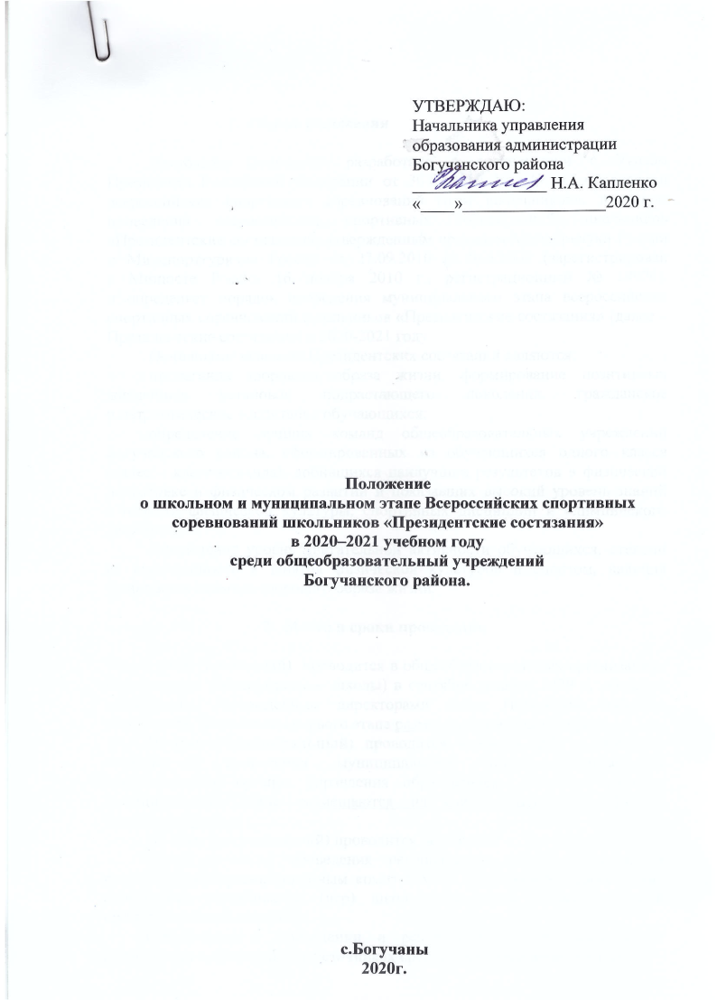 УТВЕРЖДАЮ:
Начальника управления
образования администрации
Богучанского района
________________ Н.А. Капленко
«____»_________________2020 г.
Положение
о школьном и муниципальном этапе Всероссийских спортивных
соревнований школьников «Президентские состязания»
в 2020–2021 учебном году
среди общеобразовательный учреждений
Богучанского района.
с.Богучаны
2020г.